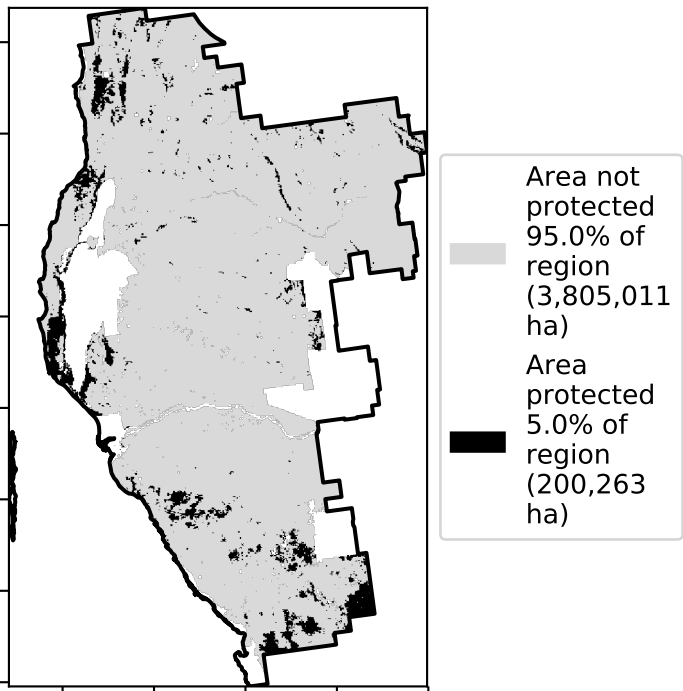 Area not
protected
95.0% of
region
(3,805,011
ha)
Area
protected
5.0% of
region
(200,263
ha)